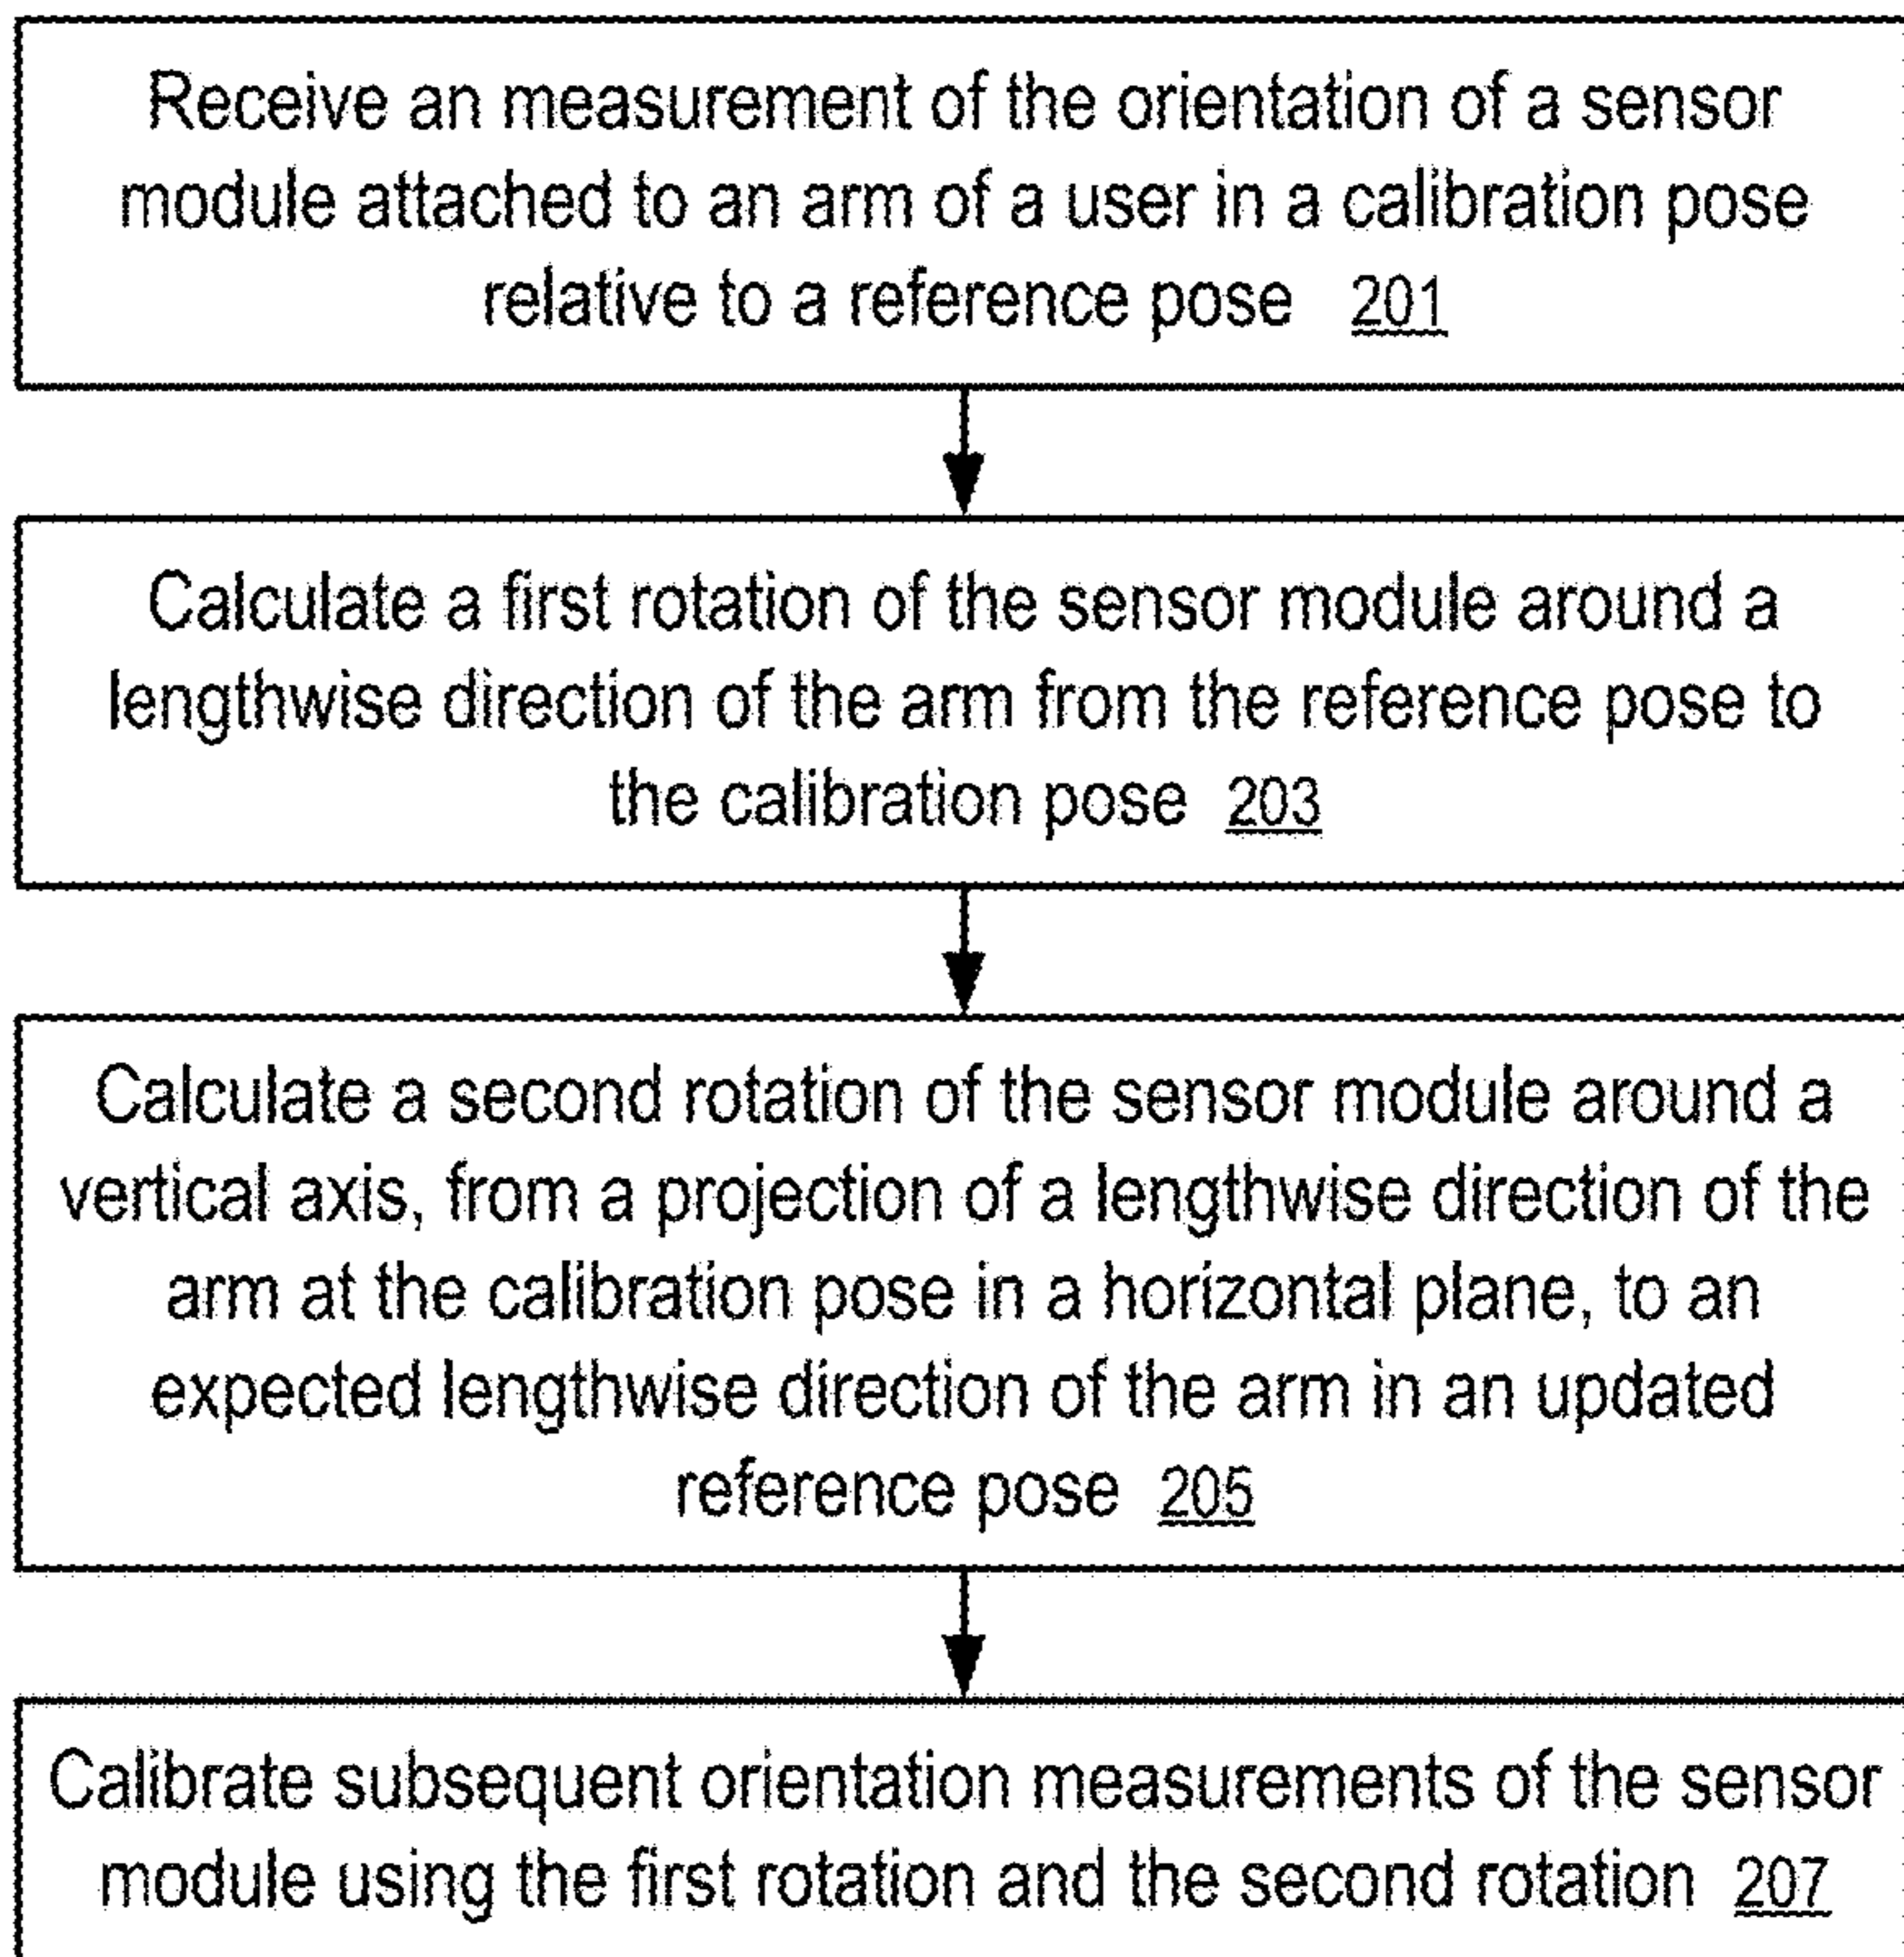 Receive an measurement of the orientation of a sensor
module attached to an arm of a user in a calibration pose
relative to a reference pose 201
Calculate a first rotation of the sensor module around a
lengthwise direction of the arm from the reference pose to
the calibration pose 203
Calculate a second rotation of the sensor module around a
vertical axis, from a projection of a lengthwise direction of the
arm at the calibration pose in a horizontal plane, to an
expected lengthwise direction of the arm in an updated
reference pose 205
Calibrate subsequent orientation measurements of the sensor
module using the first rotation and the second rotation 207